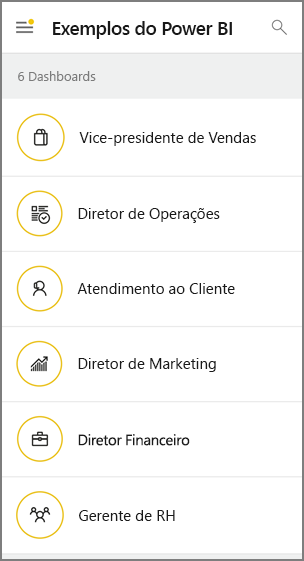 Exemplos do Power BI
6 Dashboards
Vice-presidente de Vendas
Diretor de Operações
Atendimento ao Cliente
Diretor de Marketing
Diretor Financeiro
Gerente de RH